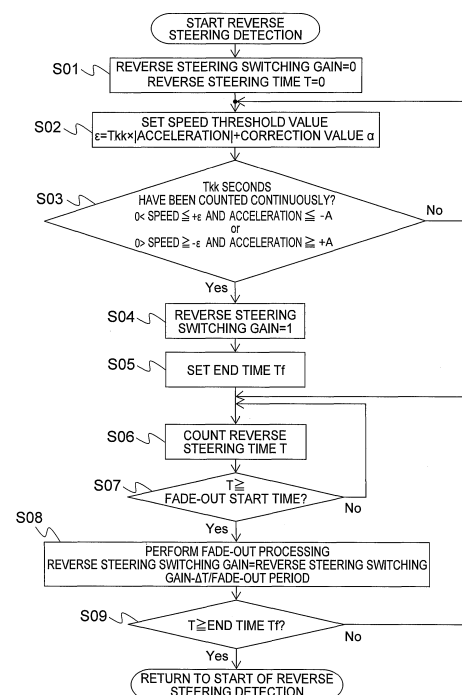 START REVERSE
STEERING DETECTION
S01
REVERSE STEERING SWITCHING GAIN=0
REVERSE STEERING TIME T=0
S02
SET SPEED THRESHOLD VALUE
ε=Tkk×|ACCELERATION|+CORRECTION VALUE α
S03
Tkk SECONDS
HAVE BEEN COUNTED CONTINUOUSLY?
0< SPEED ≦ +ε AND ACCELERATION ≦ -A
or
0> SPEED ≧ -ε AND ACCELERATION ≧ +A
No
Yes
S04
REVERSE STEERING
SWITCHING GAIN=1
S05
SET END TIME Tf
S06
COUNT REVERSE
STEERING TIME T
S07
T≧
FADE-OUT START TIME?
No
Yes
S08
PERFORM FADE-OUT PROCESSING
REVERSE STEERING SWITCHING GAIN=REVERSE STEERING SWITCHING
GAIN-ΔT/FADE-OUT PERIOD
S09
T≧END TIME Tf?
No
Yes
RETURN TO START OF REVERSE
STEERING DETECTION